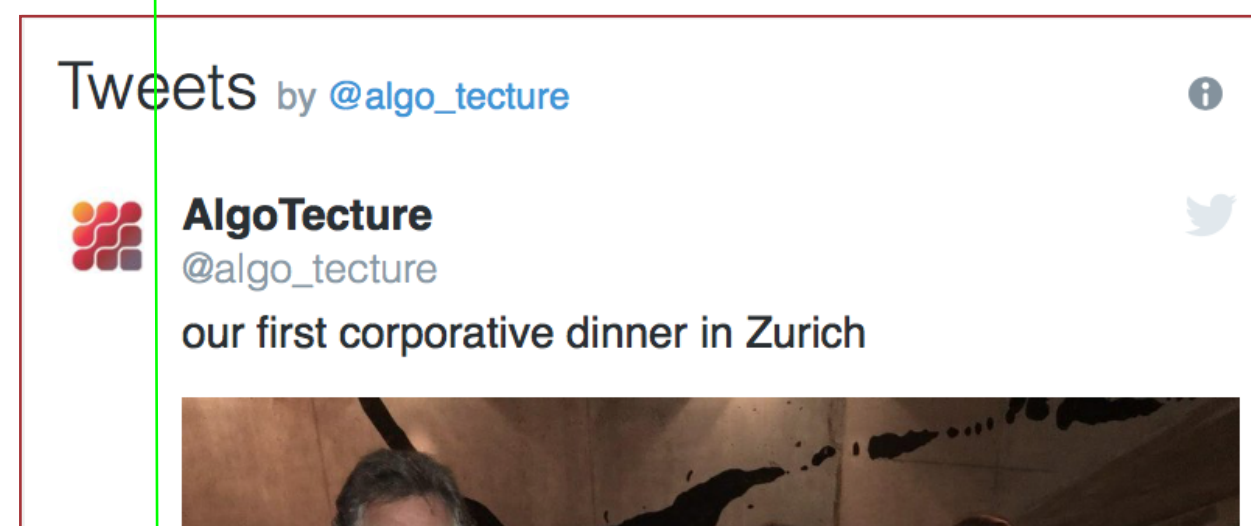 Tweets by @algo_tecture
AlgoTecture
@algo_tecture
our first corporative dinner in Zurich